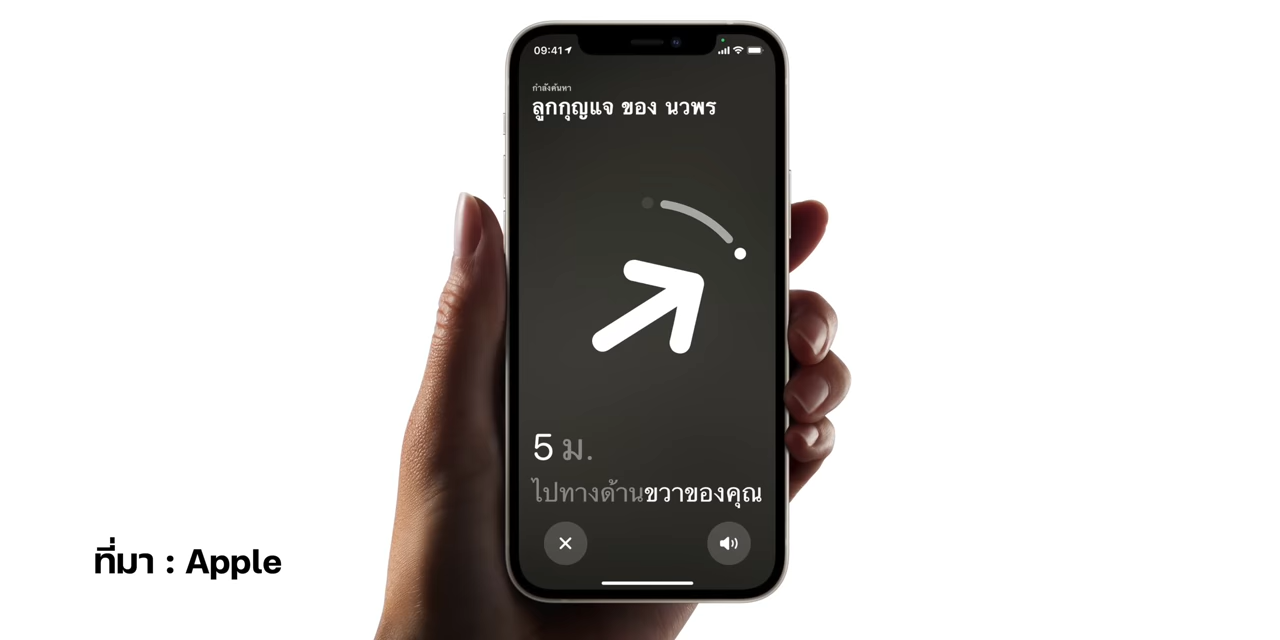 09:41
กำลังค้นหา
ลูกกุญแจ ของ นวพร
5 ม.
ไปทางด้านขวาของคุณ
ที่มา : Apple